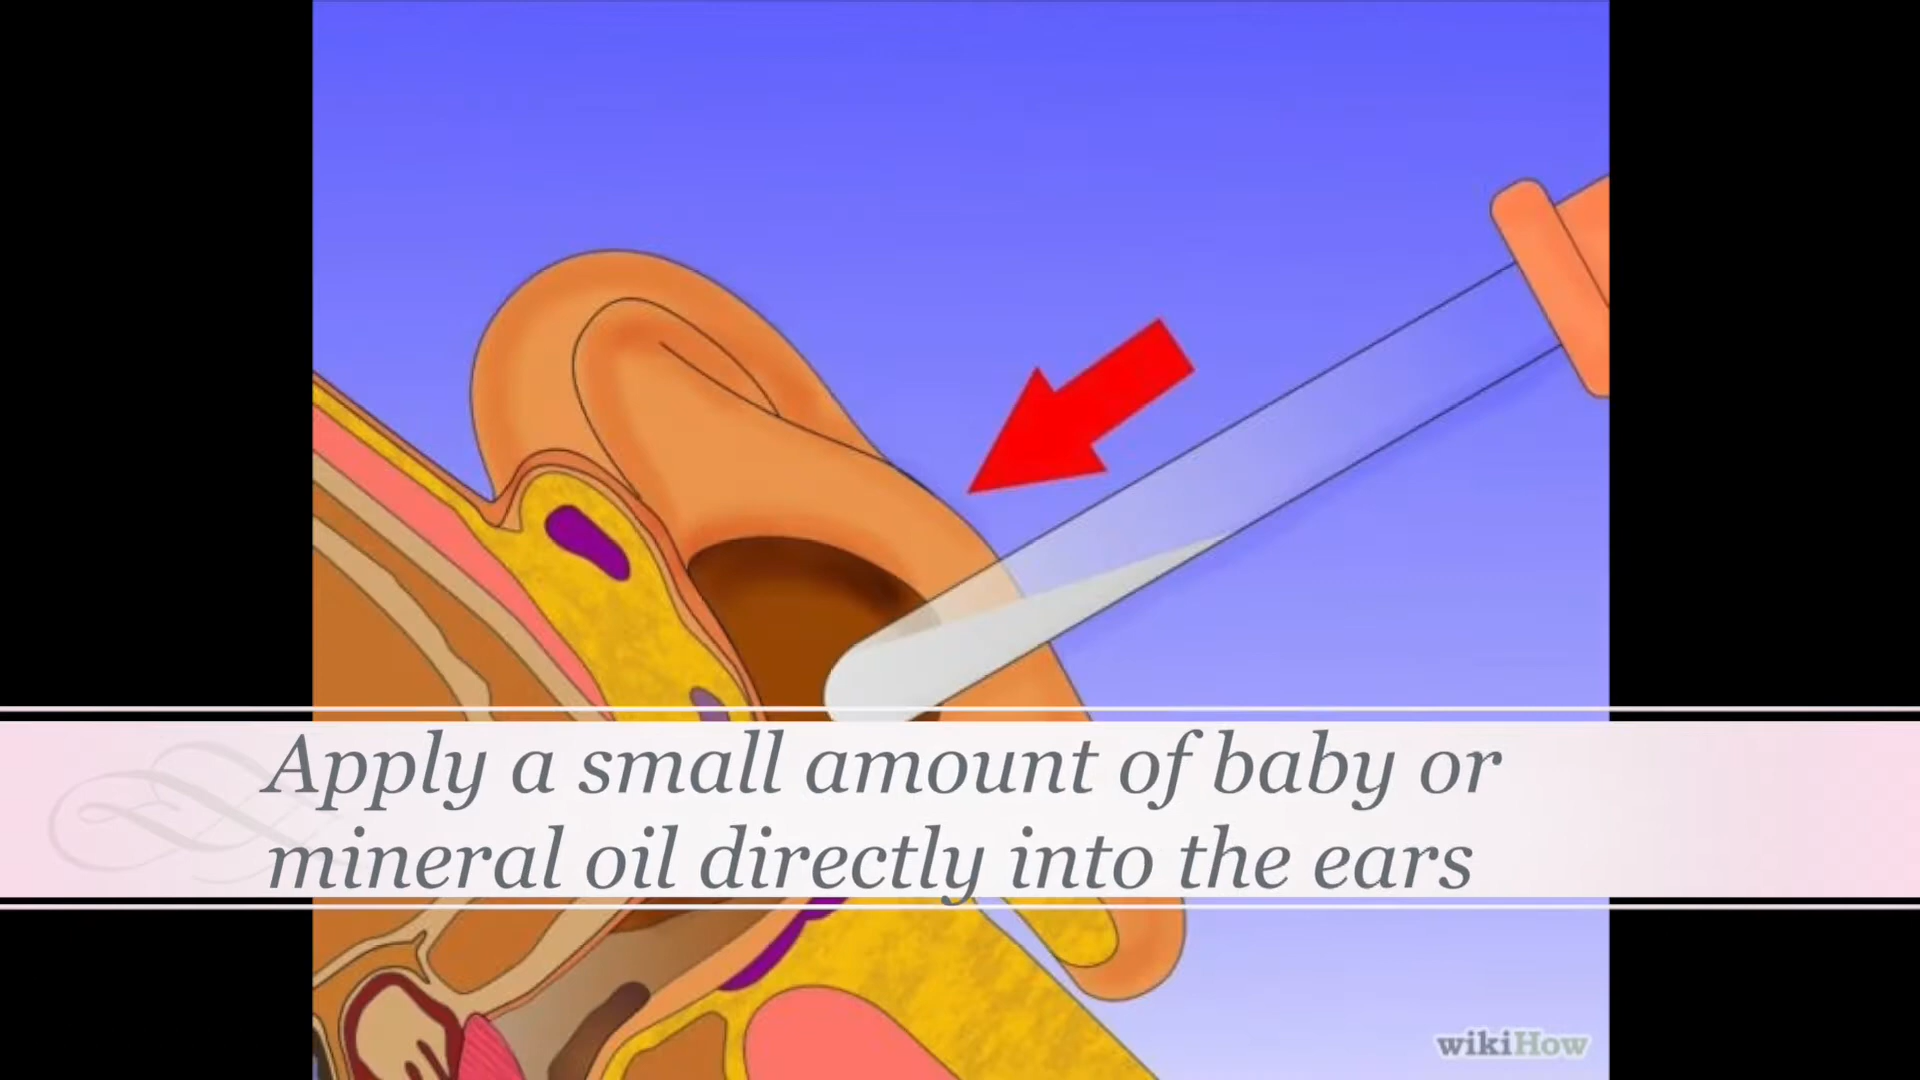 Apply a small amount of baby or
mineral oil directly into the ears
wikiHow